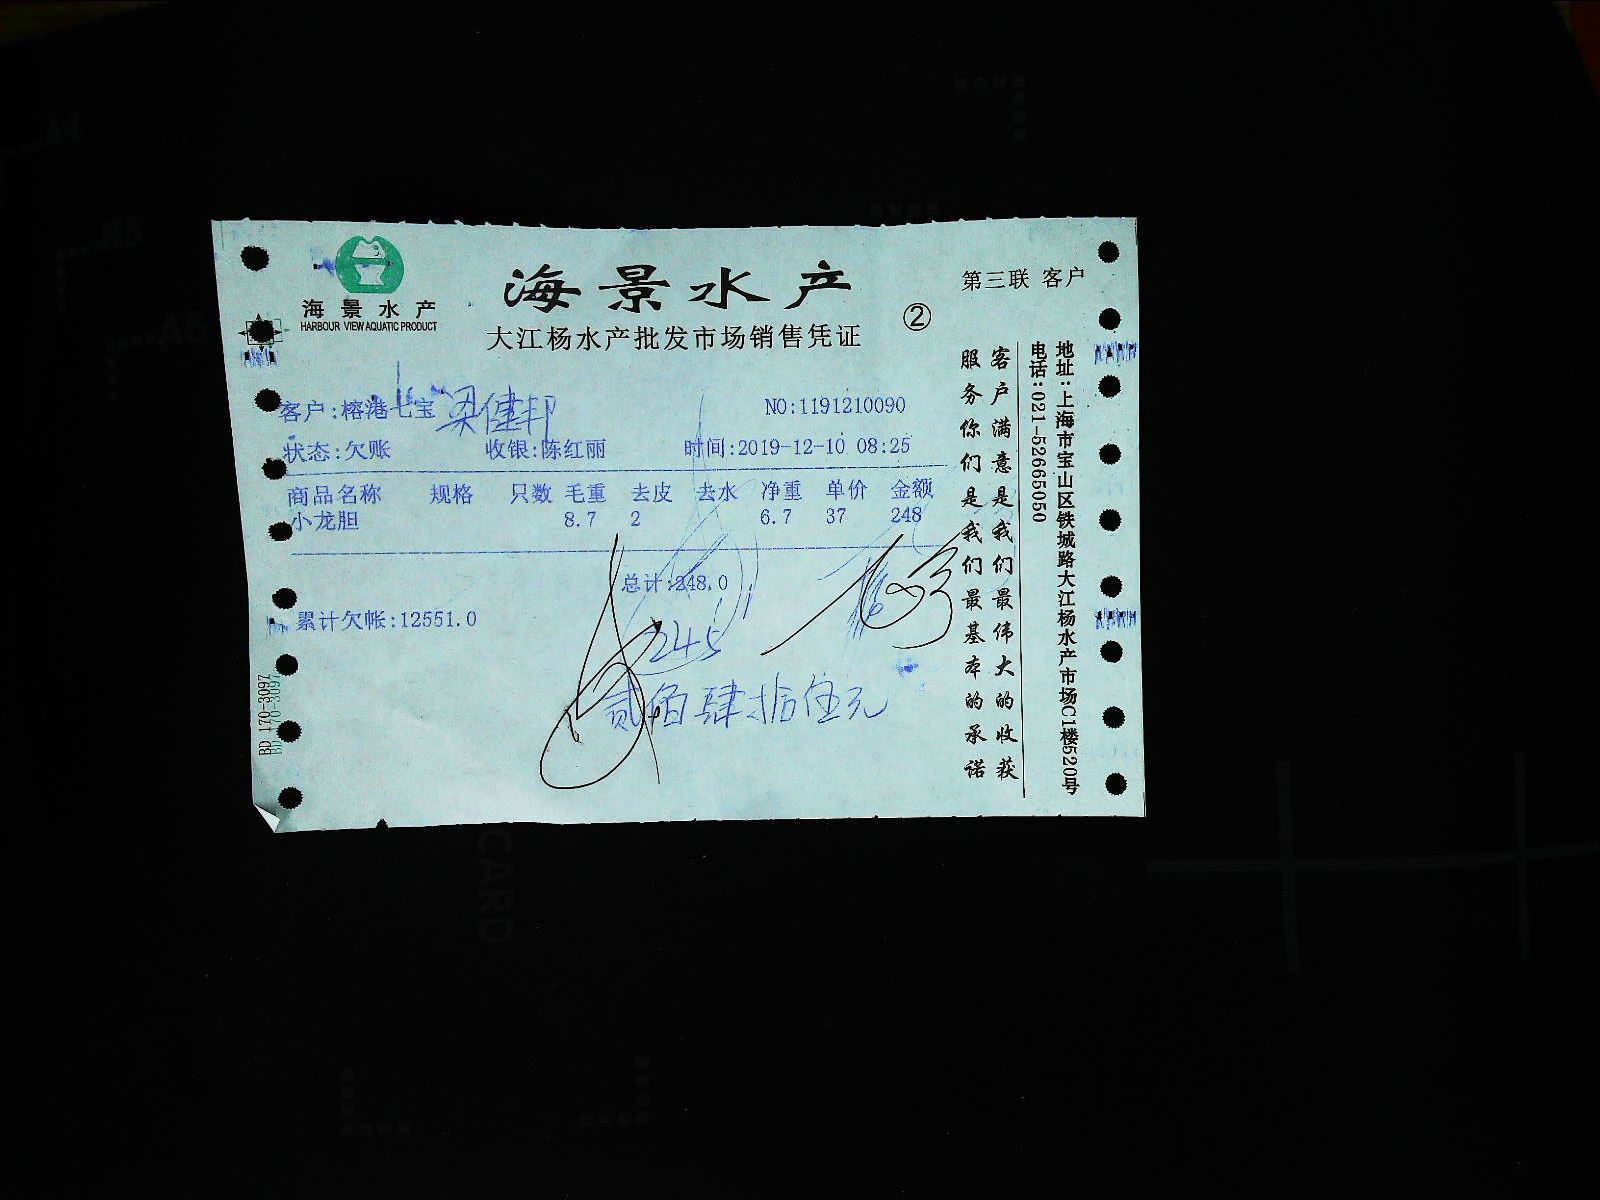 海景水产
HARBOUR VIEW AQUATIC PRODUCT
海景水产
大江杨水产批发市场销售凭证
②
第三联 客户
客户:榕港七宝 梁健邦
NO:1191210090
状态:欠账 收银:陈红丽 时间:2019-12-10 08:25
商品名称 规格 只数 毛重 去皮 去水 净重 单价 金额
小龙胆 8.7 2 6.7 37 248
总计:248.0
累计欠帐:12551.0
245
贰佰肆拾伍元
客户满意是我们最伟大的收获
服务你们是我们最基本的承诺
地址:上海市宝山区铁城路大江杨水产市场C1楼520号
电话:021-52665050
BD 170-3097
A4
B5
A5
CARD